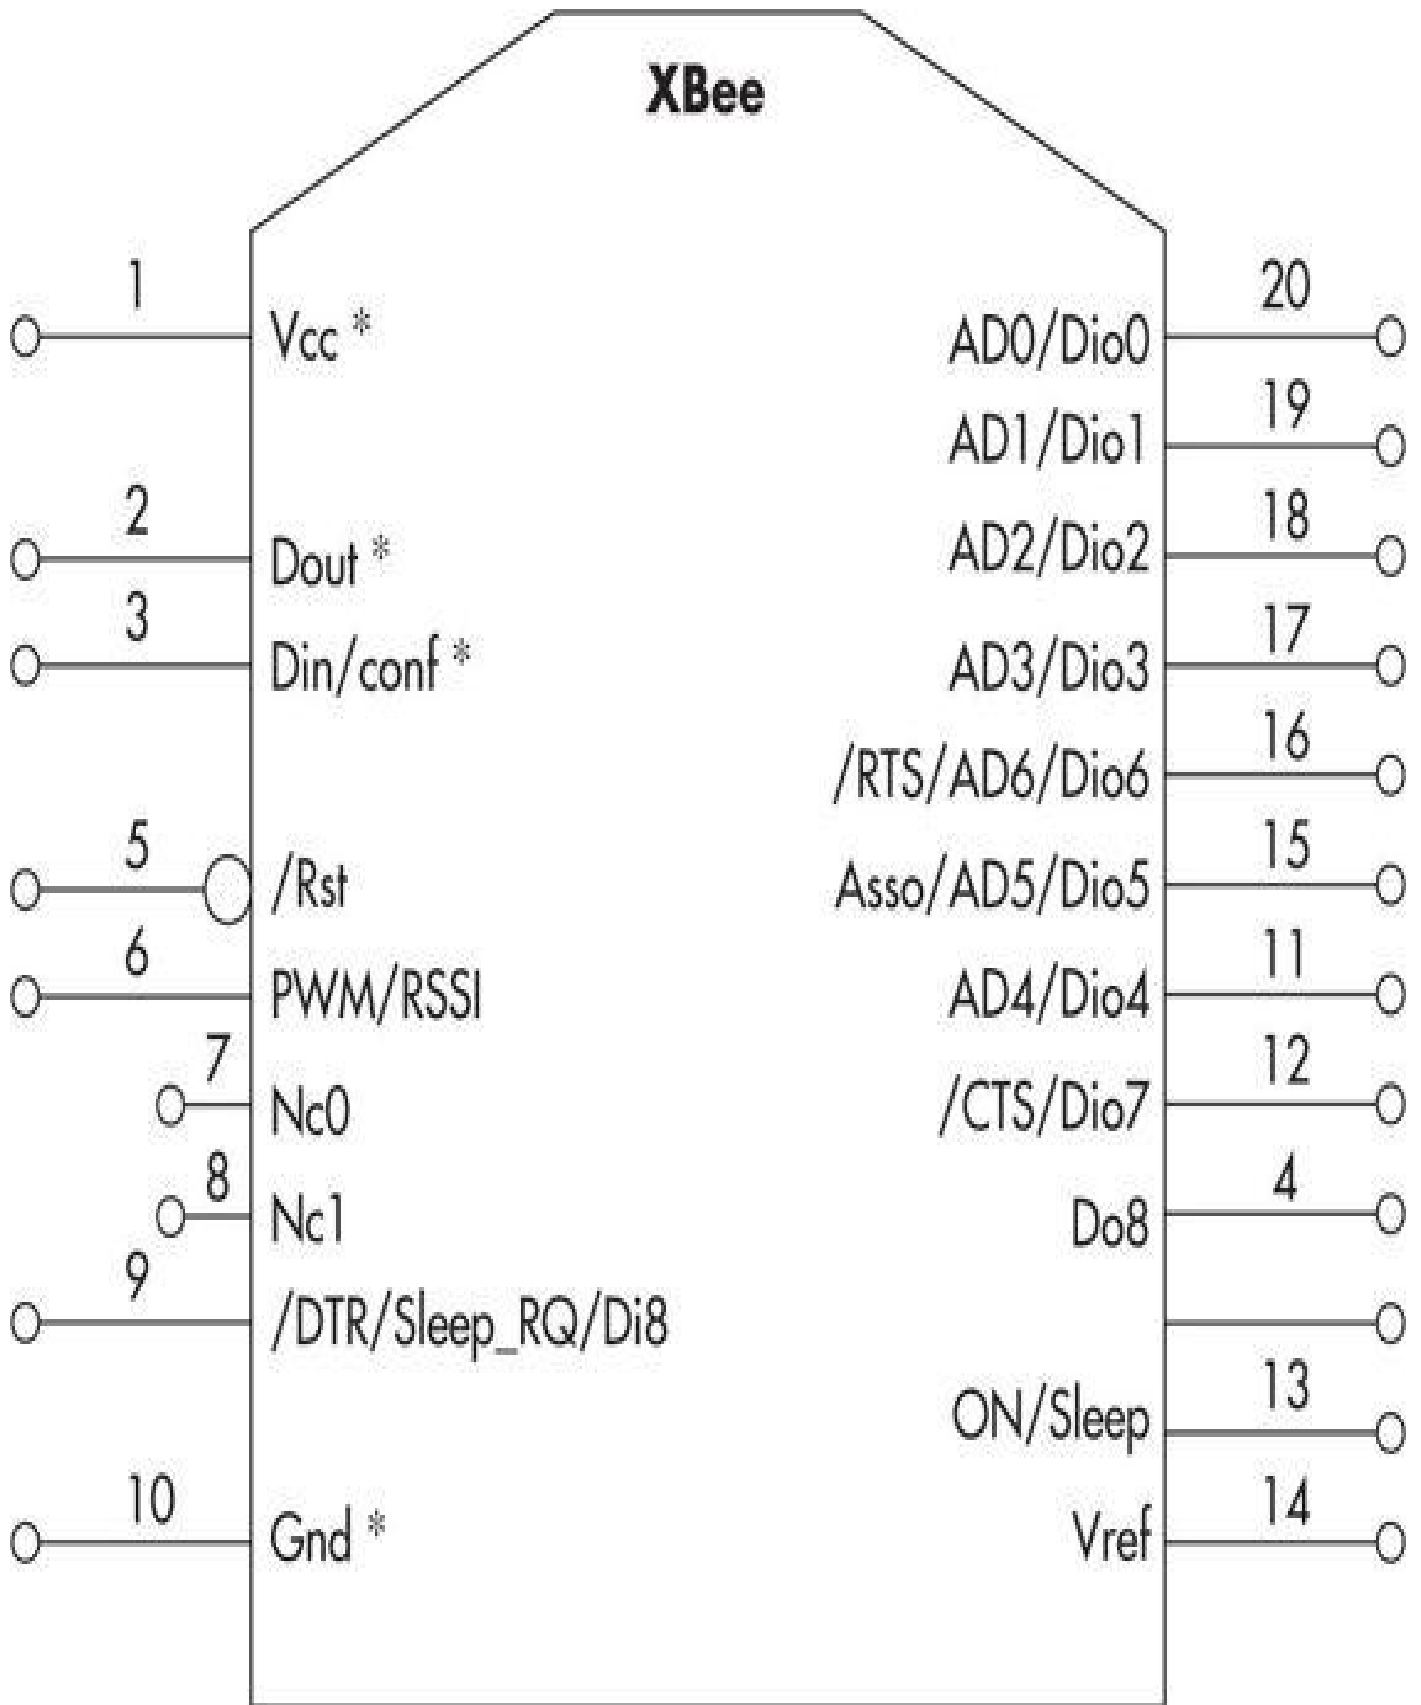 XBee
1
Vcc *
2
Dout *
3
Din/conf *
5
/Rst
6
PWM/RSSI
7
Nc0
8
Nc1
9
/DTR/Sleep_RQ/Di8
10
Gnd *
20
AD0/Dio0
19
AD1/Dio1
18
AD2/Dio2
17
AD3/Dio3
16
/RTS/AD6/Dio6
15
Asso/AD5/Dio5
11
AD4/Dio4
12
/CTS/Dio7
4
Do8
13
ON/Sleep
14
Vref